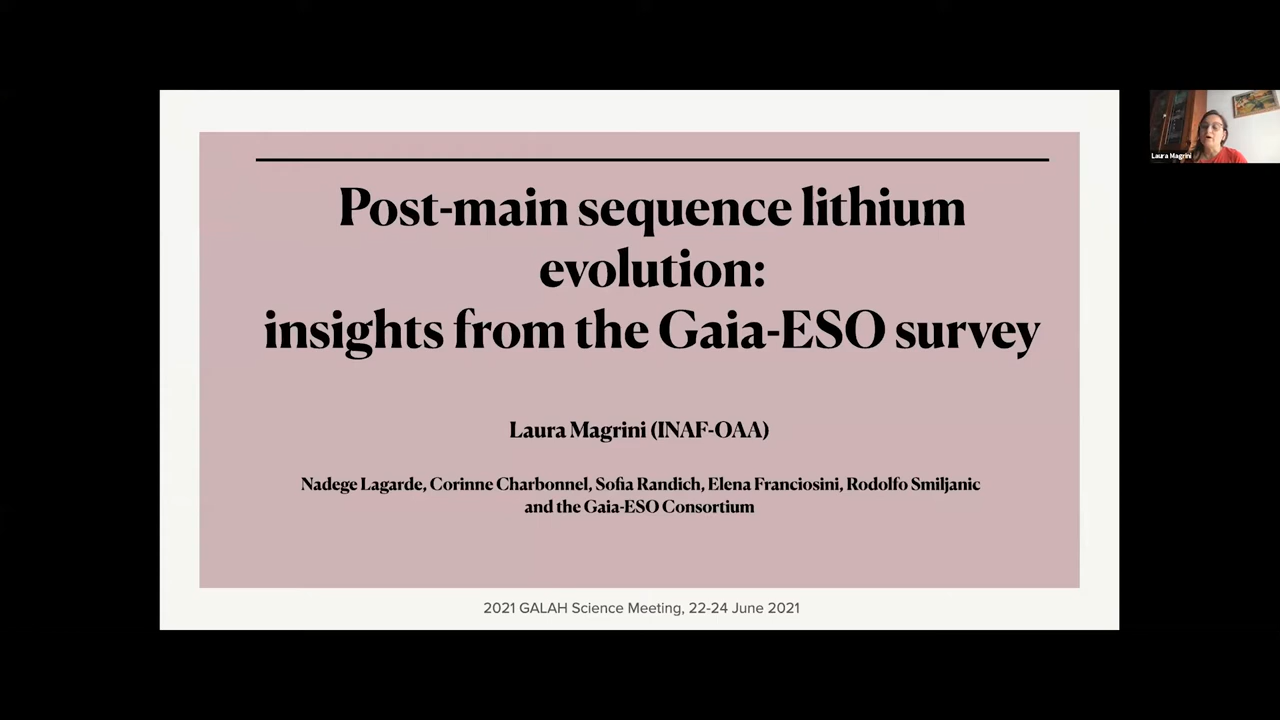 Post-main sequence lithium
evolution:
insights from the Gaia-ESO survey
Laura Magrini (INAF-OAA)
Nadege Lagarde, Corinne Charbonnel, Sofia Randich, Elena Franciosini, Rodolfo Smiljanic
and the Gaia-ESO Consortium
2021 GALAH Science Meeting, 22-24 June 2021
Laura Magrini